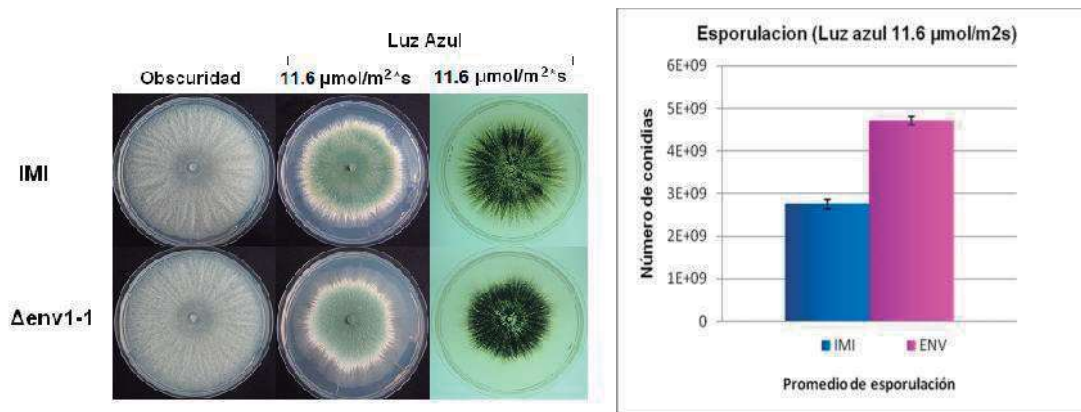 Luz Azul
Obscuridad 11.6 µmol/m²*s 11.6 µmol/m²*s
IMI
Δenv1-1
Esporulacion (Luz azul 11.6 µmol/m2s)
Número de conidias
6E+09
5E+09
4E+09
3E+09
2E+09
1E+09
0
IMI ENV
Promedio de esporulación